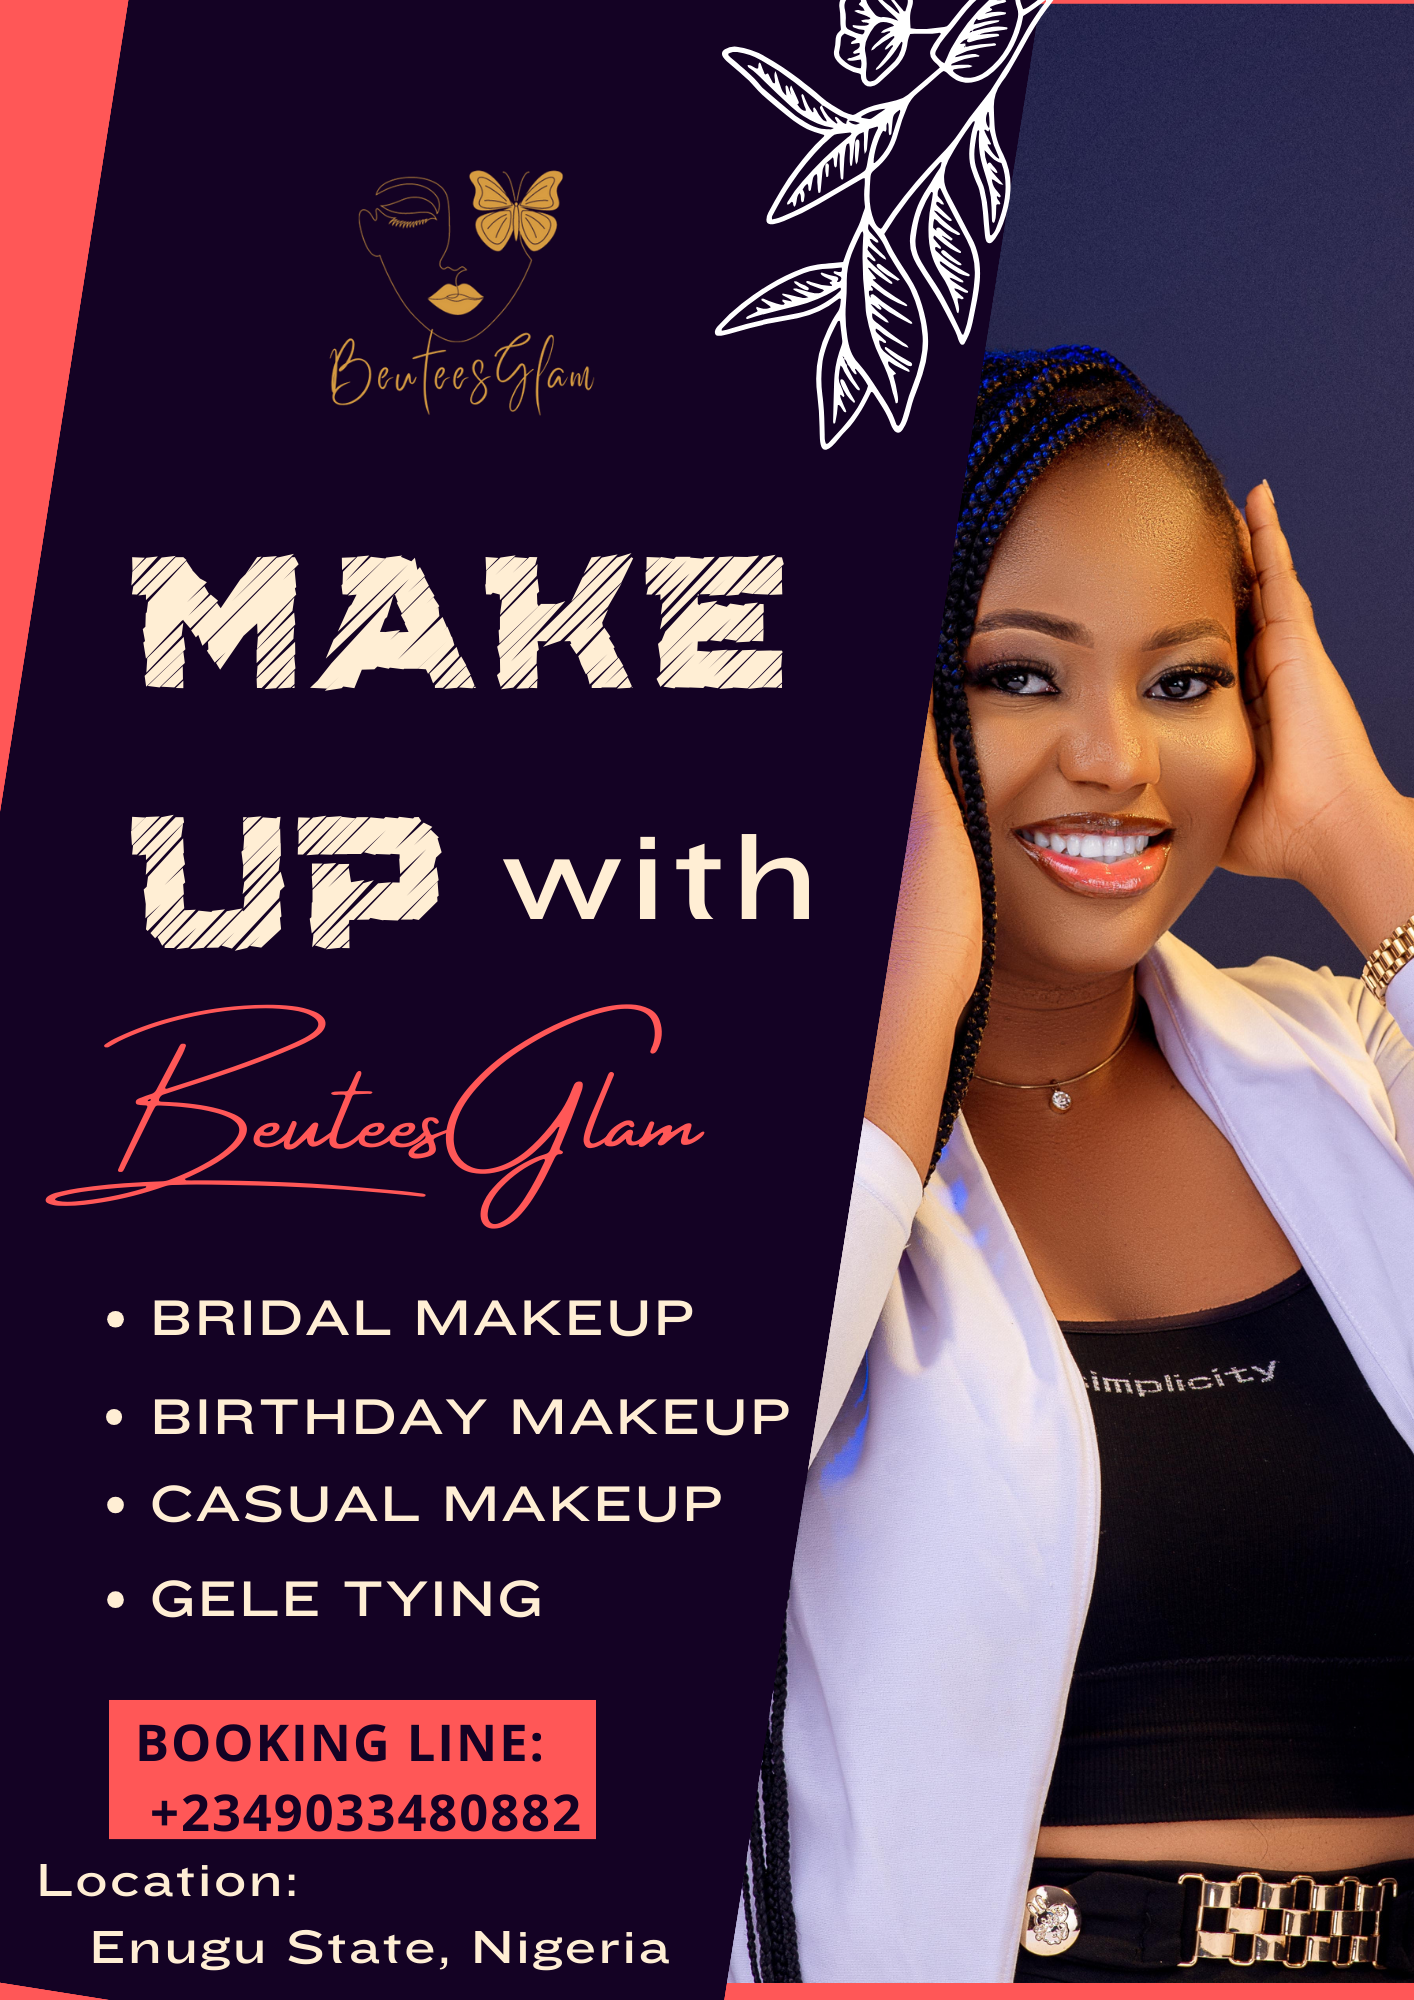 BeuteesGlam
MAKE
UP with
BeuteesGlam
• BRIDAL MAKEUP
• BIRTHDAY MAKEUP
• CASUAL MAKEUP
• GELE TYING
simplicity
BOOKING LINE:
+2349033480882
Location:
Enugu State, Nigeria